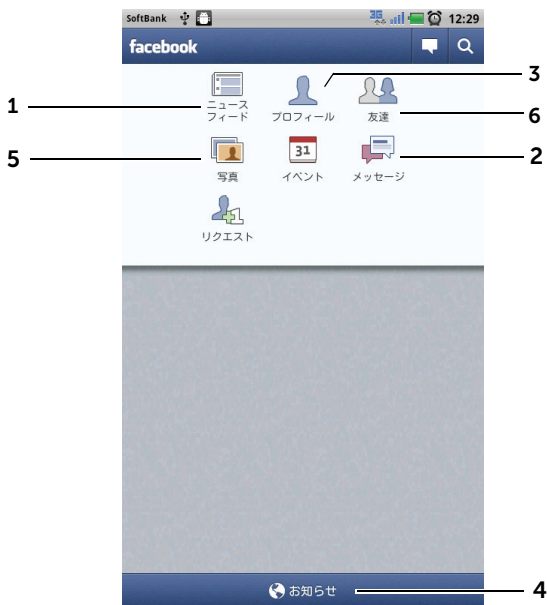 SoftBank 3G 12:29
facebook
3
1
ニュース
フィード
プロフィール
友達
6
5
31
2
写真
イベント
メッセージ
1
リクエスト
お知らせ
4